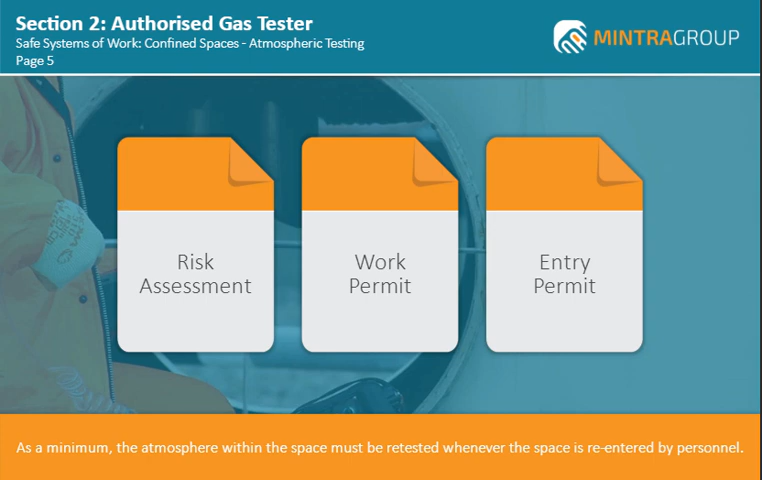 Section 2: Authorised Gas Tester
Safe Systems of Work: Confined Spaces - Atmospheric Testing
Page 5
MINTRAGROUP
Risk
Assessment
Work
Permit
Entry
Permit
As a minimum, the atmosphere within the space must be retested whenever the space is re-entered by personnel.